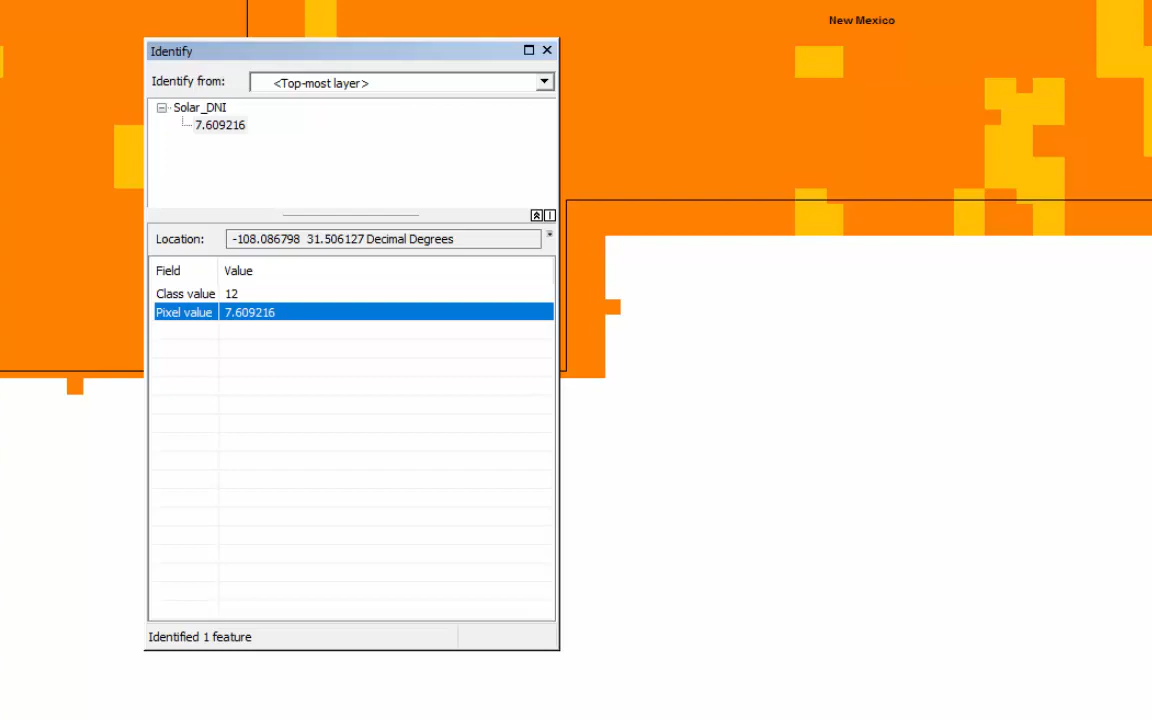 New Mexico
Identify
Identify from: <Top-most layer>
Solar_DNI
7.609216
Location: -108.086798 31.506127 Decimal Degrees
Field Value
Class value 12
Pixel value 7.609216
Identified 1 feature